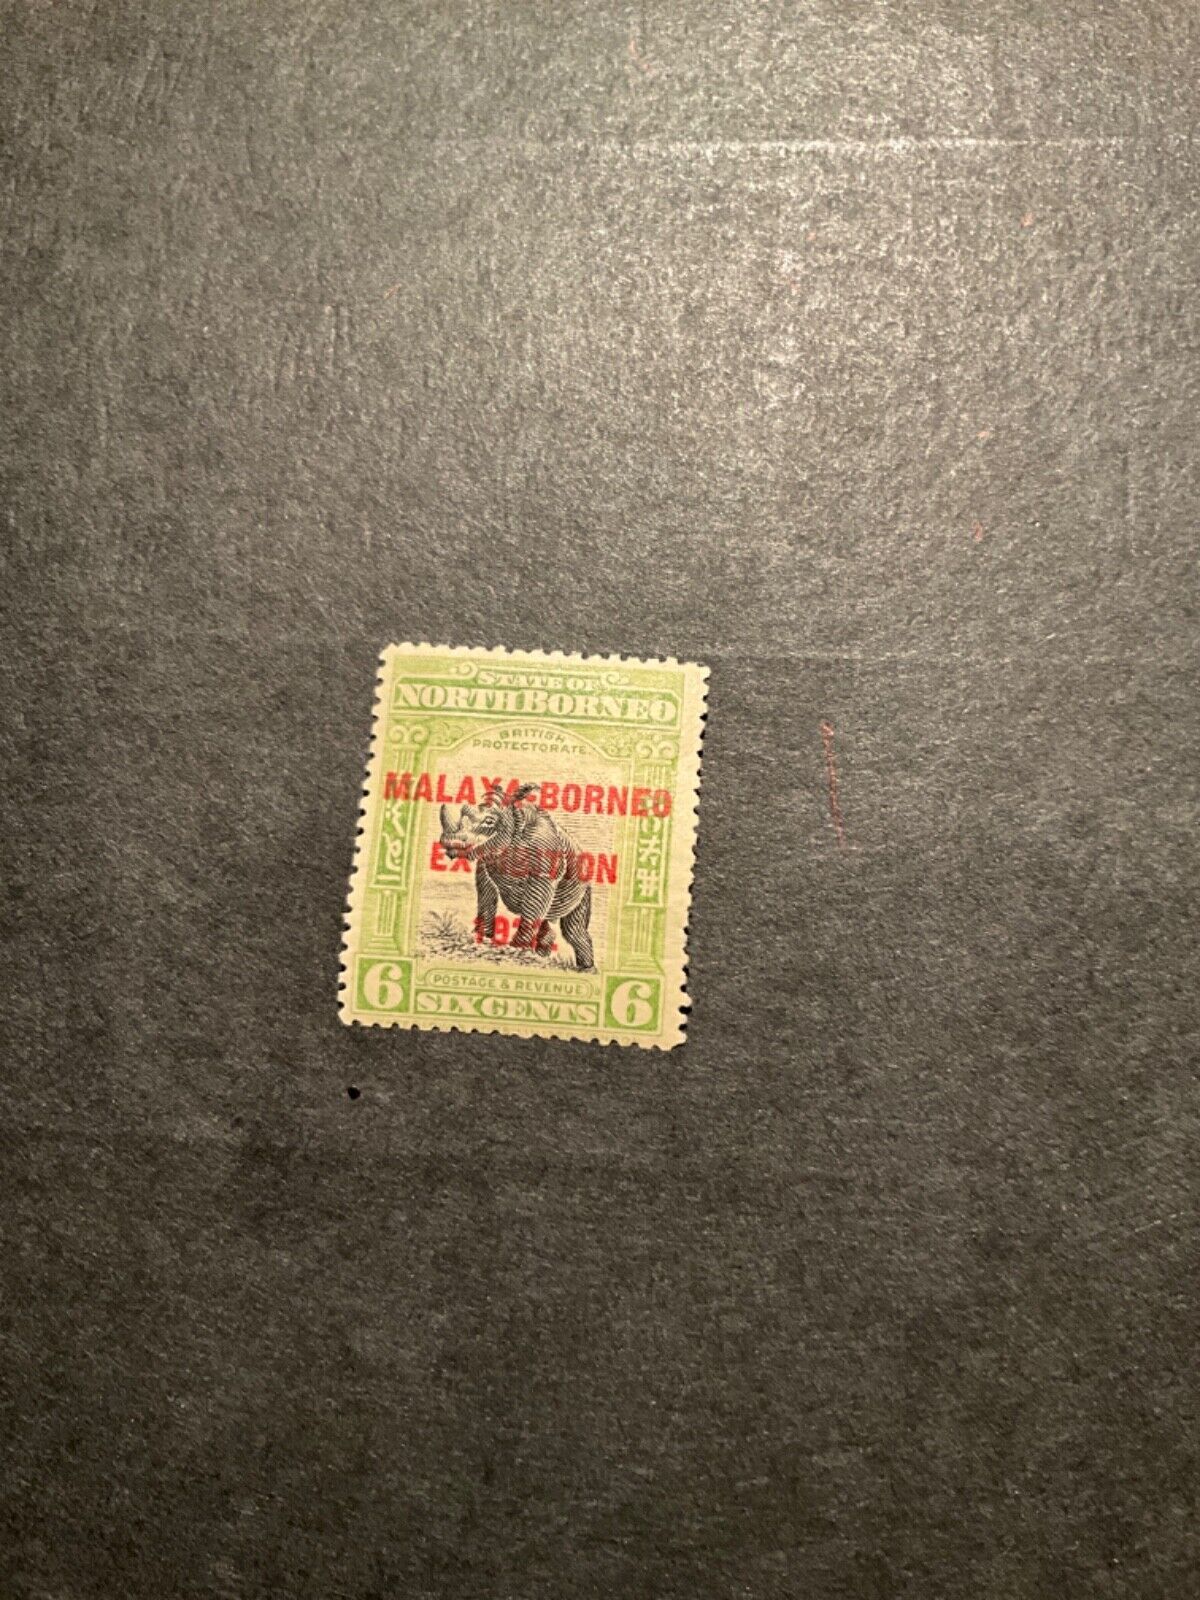 STATE OF
NORTH BORNEO
BRITISH
PROTECTORATE
MALAYA-BORNEO
EXHIBITION
1922.
POSTAGE & REVENUE
6 SIX CENTS 6